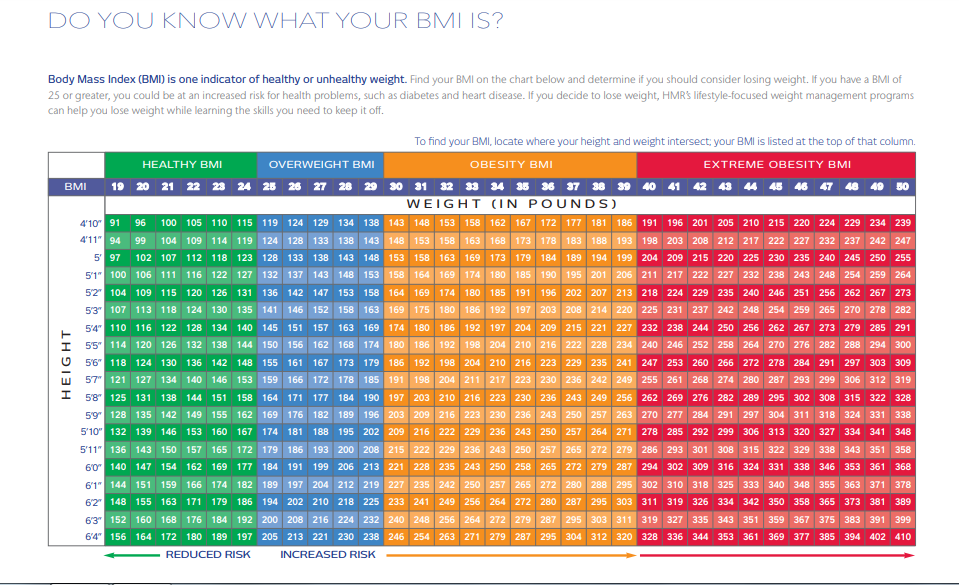 DO YOU KNOW WHAT YOUR BMI IS?
Body Mass Index (BMI) is one indicator of healthy or unhealthy weight. Find your BMI on the chart below and determine if you should consider losing weight. If you have a BMI of
25 or greater, you could be at an increased risk for health problems, such as diabetes and heart disease. If you decide to lose weight, HMR's lifestyle-focused weight management programs
can help you lose weight while learning the skills you need to keep it off.
To find your BMI, locate where your height and weight intersect; your BMI is listed at the top of that column.
HEALTHY BMI OVERWEIGHT BMI OBESITY BMI EXTREME OBESITY BMI
BMI 19 20 21 22 23 24 25 26 27 28 29 30 31 32 33 34 35 36 37 38 39 40 41 42 43 44 45 46 47 48 49 50
WEIGHT (IN POUNDS)
HEIGHT
4'10" 91 96 100 105 110 115 119 124 129 134 138 143 148 153 158 162 167 172 177 181 186 191 196 201 205 210 215 220 224 229 234 239
4'11" 94 99 104 109 114 119 124 128 133 138 143 148 153 158 163 168 173 178 183 188 193 198 203 208 212 217 222 227 232 237 242 247
5' 97 102 107 112 118 123 128 133 138 143 148 153 158 163 169 173 179 184 189 194 199 204 209 215 220 225 230 235 240 245 250 255
5'1" 100 106 111 116 122 127 132 137 143 148 153 158 164 169 174 180 185 190 195 201 206 211 217 222 227 232 238 243 248 254 259 264
5'2" 104 109 115 120 126 131 136 142 147 153 158 164 169 174 180 185 191 196 202 207 213 218 224 229 235 240 246 251 256 262 267 273
5'3" 107 113 118 124 130 135 141 146 152 158 163 169 175 180 186 192 197 203 208 214 220 225 231 237 242 248 254 259 265 270 278 282
5'4" 110 116 122 128 134 140 145 151 157 163 169 174 180 186 192 197 204 209 215 221 227 232 238 244 250 256 262 267 273 279 285 291
5'5" 114 120 126 132 138 144 150 156 162 168 174 180 186 192 198 204 210 216 222 228 234 240 246 252 258 264 270 276 282 288 294 300
5'6" 118 124 130 136 142 148 155 161 167 173 179 186 192 198 204 210 216 223 229 235 241 247 253 260 266 272 278 284 291 297 303 309
5'7" 121 127 134 140 146 153 159 166 172 178 185 191 198 204 211 217 223 230 236 242 249 255 261 268 274 280 287 293 299 306 312 319
5'8" 125 131 138 144 151 158 164 171 177 184 190 197 203 210 216 223 230 236 243 249 256 262 269 276 282 289 295 302 308 315 322 328
5'9" 128 135 142 149 155 162 169 176 182 189 196 203 209 216 223 230 236 243 250 257 263 270 277 284 291 297 304 311 318 324 331 338
5'10" 132 139 146 153 160 167 174 181 188 195 202 209 216 222 229 236 243 250 257 264 271 278 285 292 299 306 313 320 327 334 341 348
5'11" 136 143 150 157 165 172 179 186 193 200 208 215 222 229 236 243 250 257 265 272 279 286 293 301 308 315 322 329 338 343 351 358
6'0" 140 147 154 162 169 177 184 191 199 206 213 221 228 235 243 250 258 265 272 279 287 294 302 309 316 324 331 338 346 353 361 368
6'1" 144 151 159 166 174 182 189 197 204 212 219 227 235 242 250 257 265 272 280 288 295 302 310 318 325 333 340 348 355 363 371 378
6'2" 148 155 163 171 179 186 194 202 210 218 225 233 241 249 256 264 272 280 287 295 303 311 319 326 334 342 350 358 365 373 381 389
6'3" 152 160 168 176 184 192 200 208 216 224 232 240 248 256 264 272 279 287 295 303 311 319 327 335 343 351 359 367 375 383 391 399
6'4" 156 164 172 180 189 197 205 213 221 230 238 246 254 263 271 279 287 295 304 312 320 328 336 344 353 361 369 377 385 394 402 410
REDUCED RISK INCREASED RISK